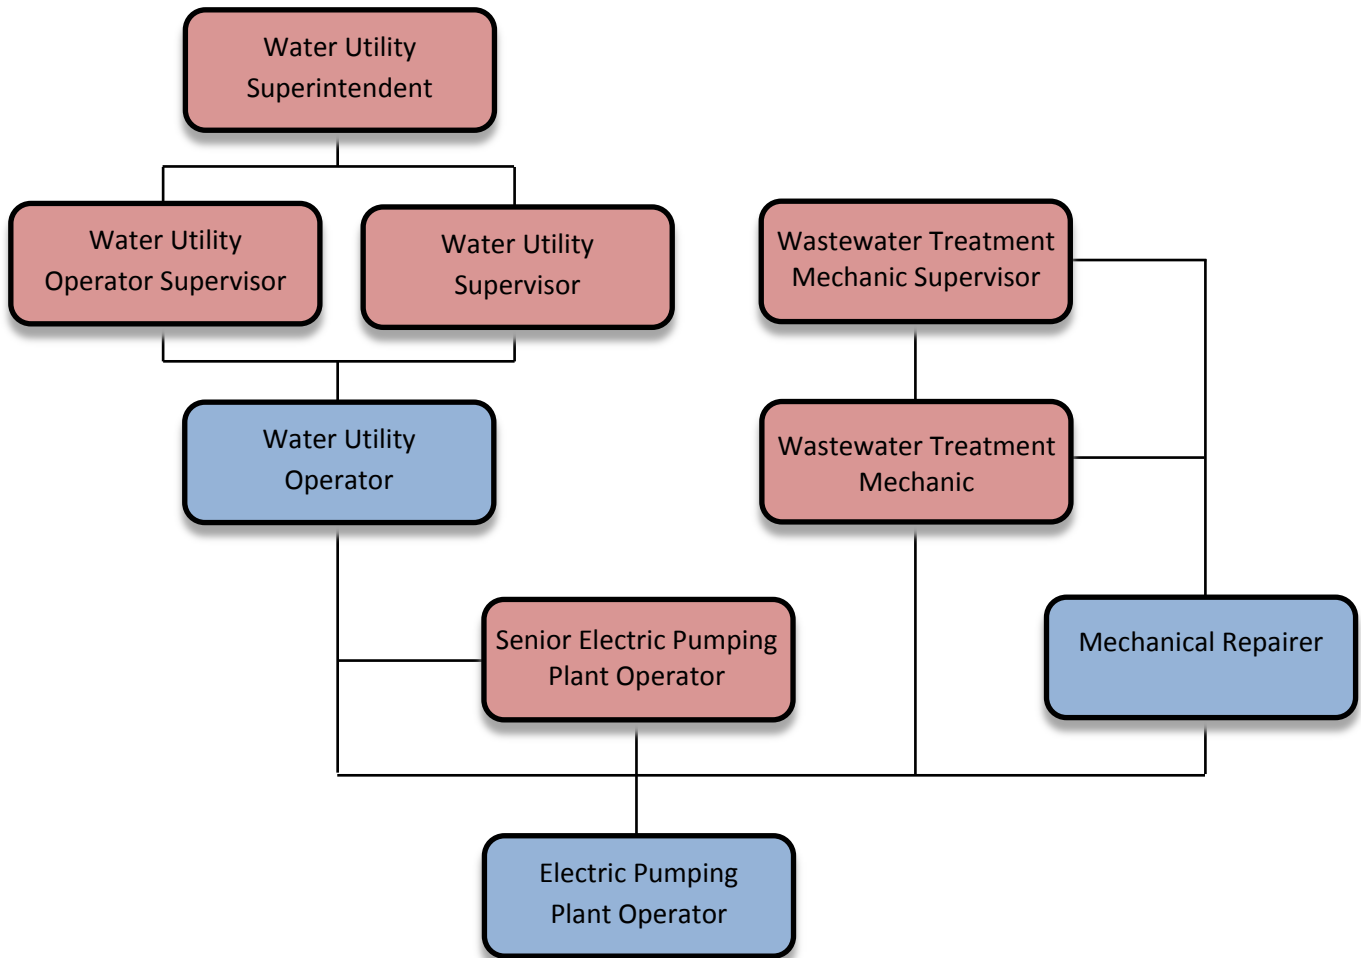 Water Utility
Superintendent
Water Utility
Operator Supervisor
Water Utility
Supervisor
Wastewater Treatment
Mechanic Supervisor
Water Utility
Operator
Wastewater Treatment
Mechanic
Senior Electric Pumping
Plant Operator
Mechanical Repairer
Electric Pumping
Plant Operator